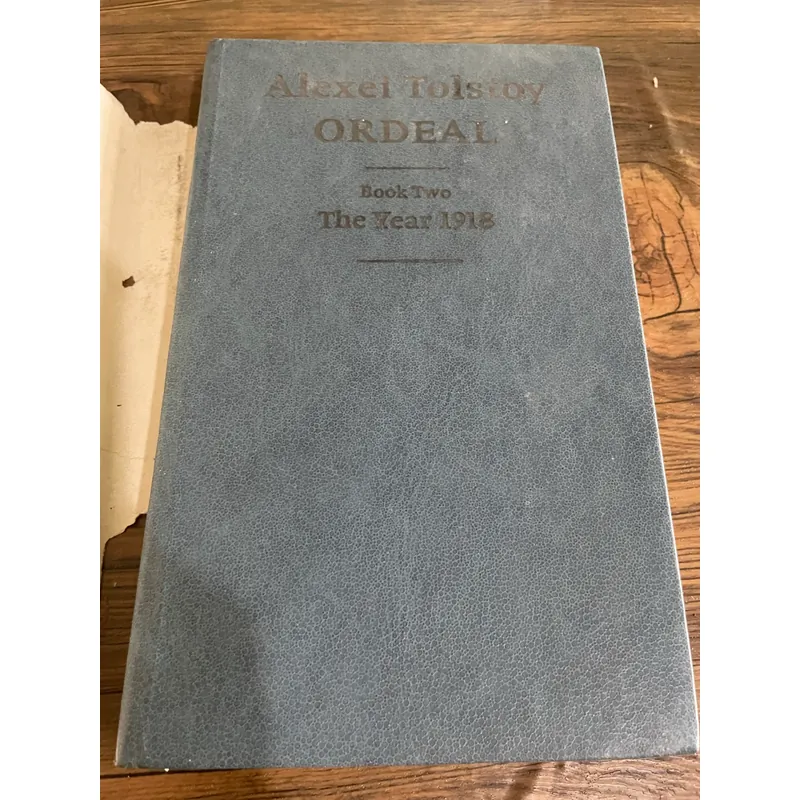 Alexei Tolstoy
ORDEAL
Book Two
The Year 1918